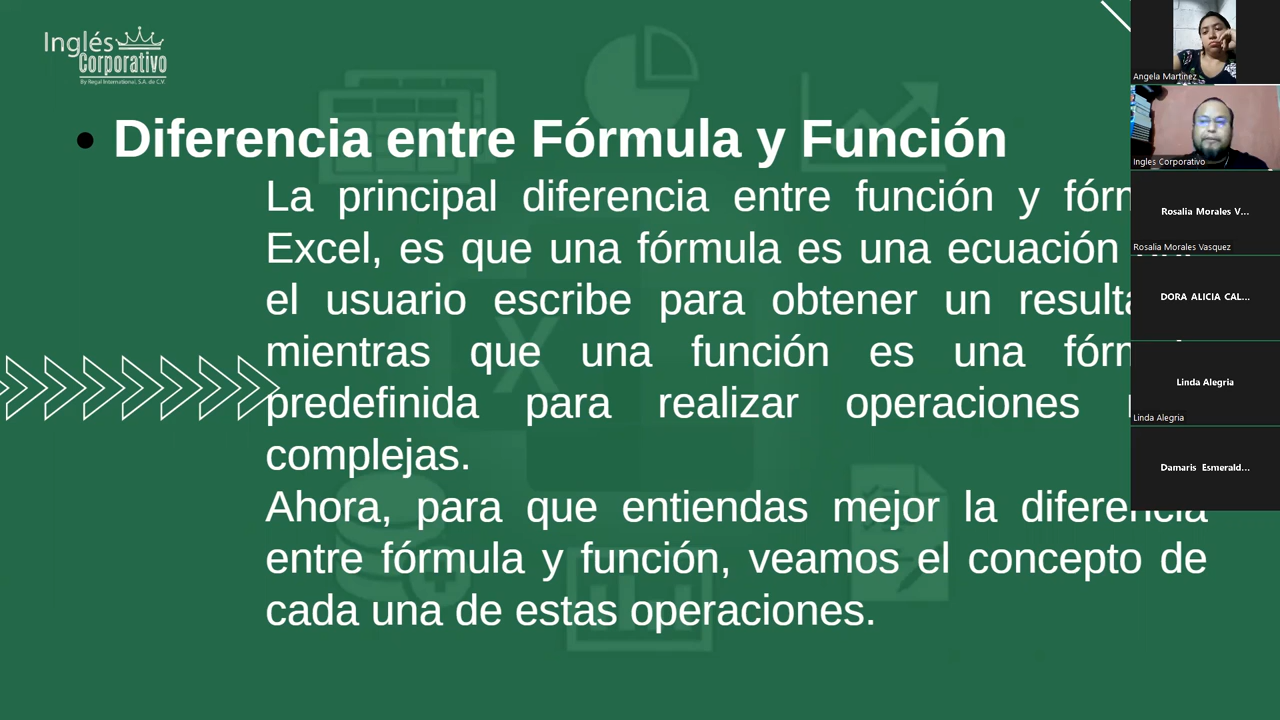 Inglés
Corporativo
By Regal International, S.A. de C.V.
• Diferencia entre Fórmula y Función
La principal diferencia entre función y
Excel, es que una fórmula es una ecuación
el usuario escribe para obtener un
mientras que una función es una
predefinida para realizar operaciones
complejas.
Ahora, para que entiendas mejor la diferencia
entre fórmula y función, veamos el concepto de
cada una de estas operaciones.
Angela Martinez
Ingles Corporativo
Rosalia Morales V...
Rosalia Morales Vasquez
DORA ALICIA CAL...
Linda Alegria
Linda Alegria
Damaris Esmerald...